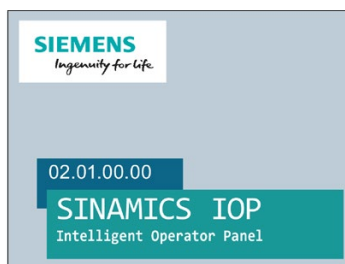 SIEMENS
Ingenuity for life
02.01.00.00
SINAMICS IOP
Intelligent Operator Panel